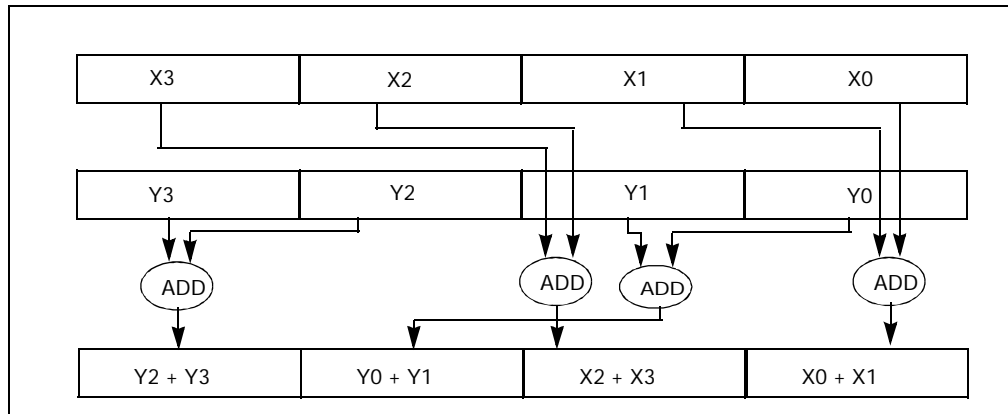 X3 X2 X1 X0
Y3 Y2 Y1 Y0
ADD ADD ADD ADD
Y2 + Y3 Y0 + Y1 X2 + X3 X0 + X1